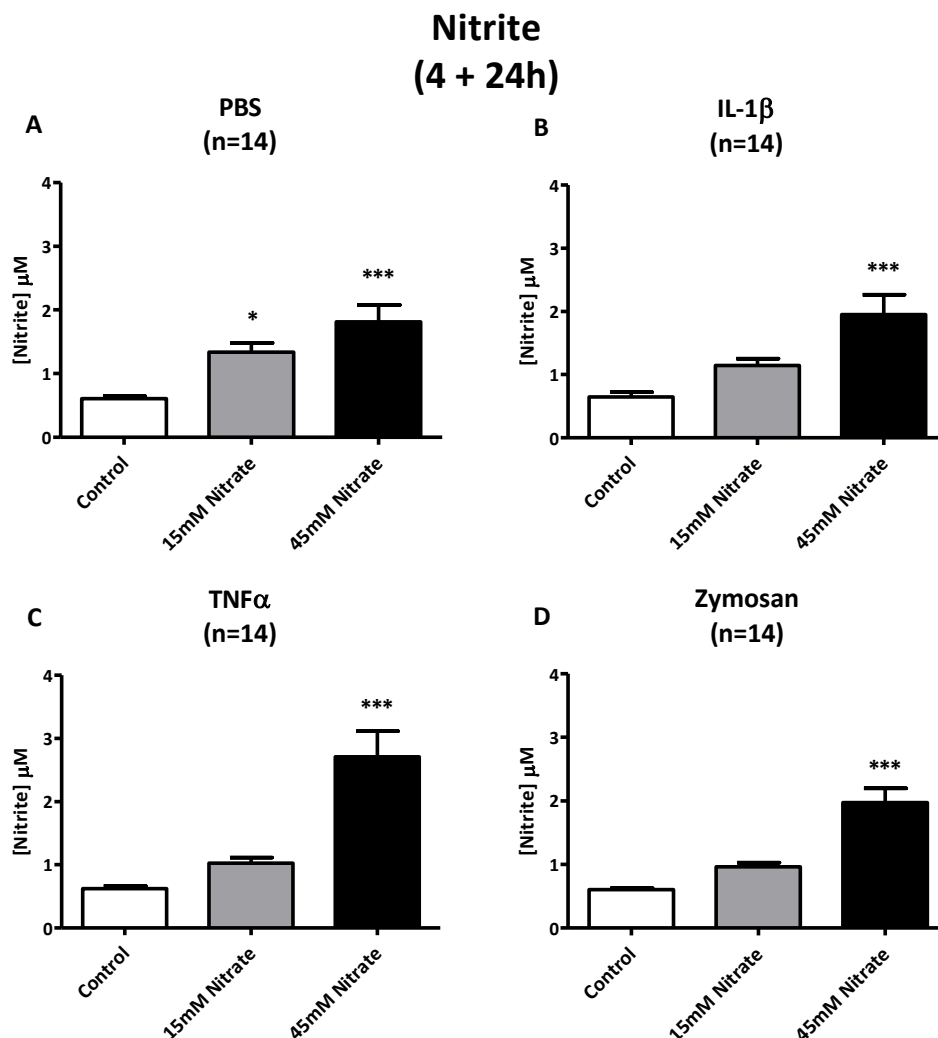 Nitrite
(4 + 24h)
A
PBS
(n=14)
[Nitrite] μM
4
3
2
1
0
*
***
Control
15mM Nitrate
45mM Nitrate
B
IL-1β
(n=14)
[Nitrite] μM
4
3
2
1
0
***
Control
15mM Nitrate
45mM Nitrate
C
TNFα
(n=14)
[Nitrite] μM
4
3
2
1
0
***
Control
15mM Nitrate
45mM Nitrate
D
Zymosan
(n=14)
[Nitrite] μM
4
3
2
1
0
***
Control
15mM Nitrate
45mM Nitrate